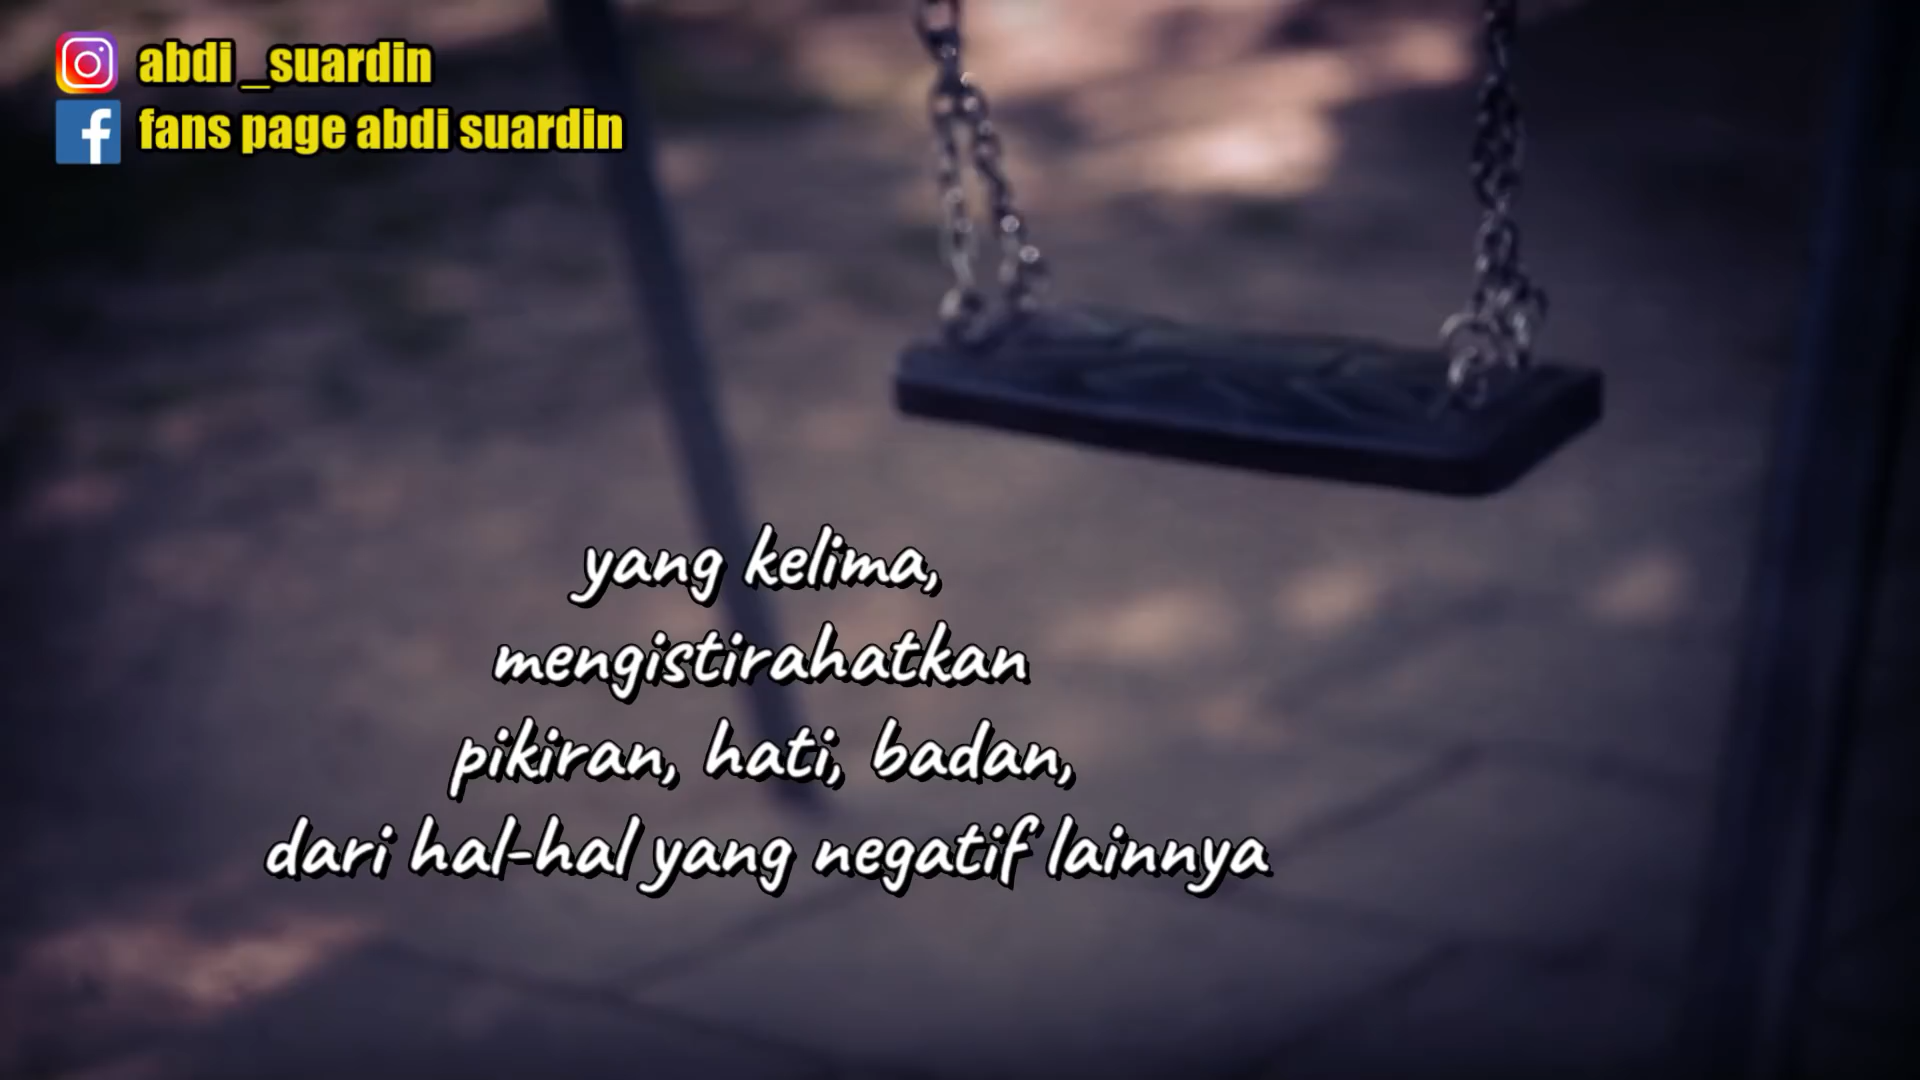 abdi _suardin
fans page abdi suardin
yang kelima,
mengistirahatkan
pikiran, hati, badan,
dari hal-hal yang negatif lainnya